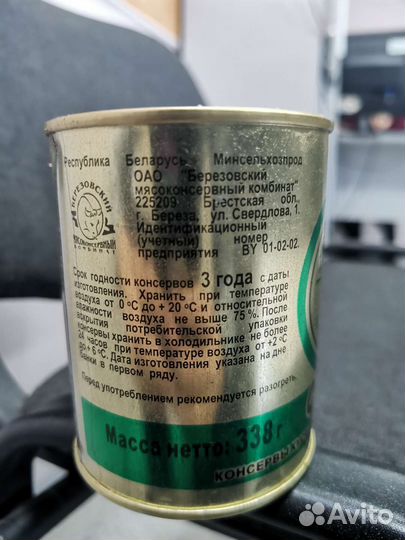 Республика Беларусь Минсельхозпрод
ОАО "Березовский
мясоконсервный комбинат"
225209 Брестская обл.
г. Береза, ул. Свердлова, 1.
Идентификационный
(учетный) номер
предприятия BY 01-02-02.
БЕРЕЗОВСКИЙ
МЯСОКОНСЕРВНЫЙ
КОМБИНАТ
Срок годности консервов 3 года с даты
изготовления. Хранить при температуре
воздуха от 0°С до + 20°С и относительной
влажности воздуха не выше 75 %. После
вскрытия потребительской упаковки
консервы хранить в холодильнике не более
24 часов при температуре воздуха от +2°С
до + 6°С. Дата изготовления указана на дне
банки в первом ряду.
Перед употреблением рекомендуется разогреть.
Масса нетто: 338 г
КОНСЕРВЫ
Avito